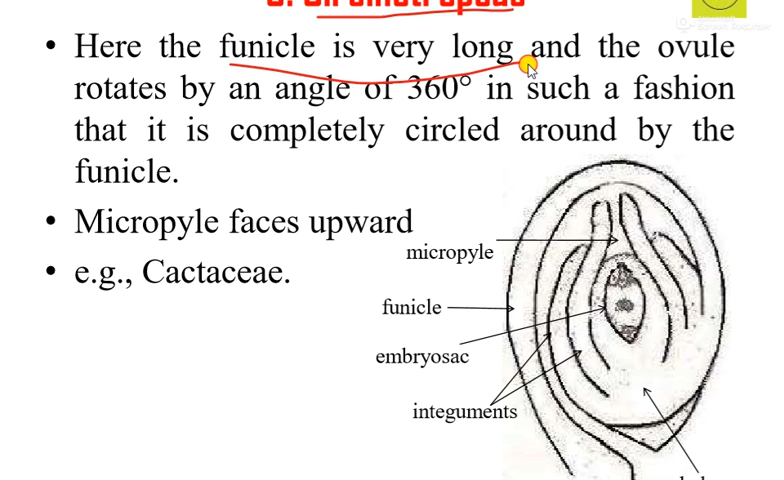 • Here the funicle is very long and the ovule
rotates by an angle of 360° in such a fashion
that it is completely circled around by the
funicle.
• Micropyle faces upward
• e.g., Cactaceae.
micropyle
funicle
embryosac
integuments